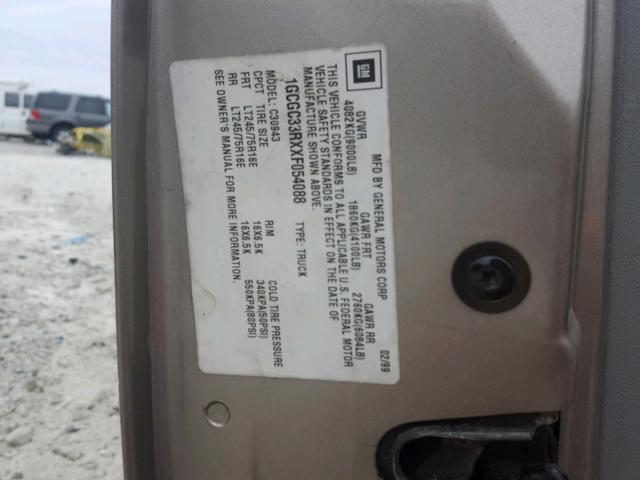 GM
MFD BY GENERAL MOTORS CORP 02/99
GVWR GAWR FRT GAWR RR
4082KG(9000LB) 1860KG(4100LB) 2760KG(6084LB)
THIS VEHICLE CONFORMS TO ALL APPLICABLE U.S. FEDERAL MOTOR
VEHICLE SAFETY STANDARDS IN EFFECT ON THE DATE OF
MANUFACTURE SHOWN ABOVE.
1GCGC33RXXF054088 TYPE: TRUCK
MODEL: C30943
CPCT TIRE SIZE RIM COLD TIRE PRESSURE
FRT LT245/75R16E 16X6.5K 340KPA(50PSI)
RR LT245/75R16E 16X6.5K 550KPA(80PSI)
SEE OWNER'S MANUAL FOR MORE INFORMATION.